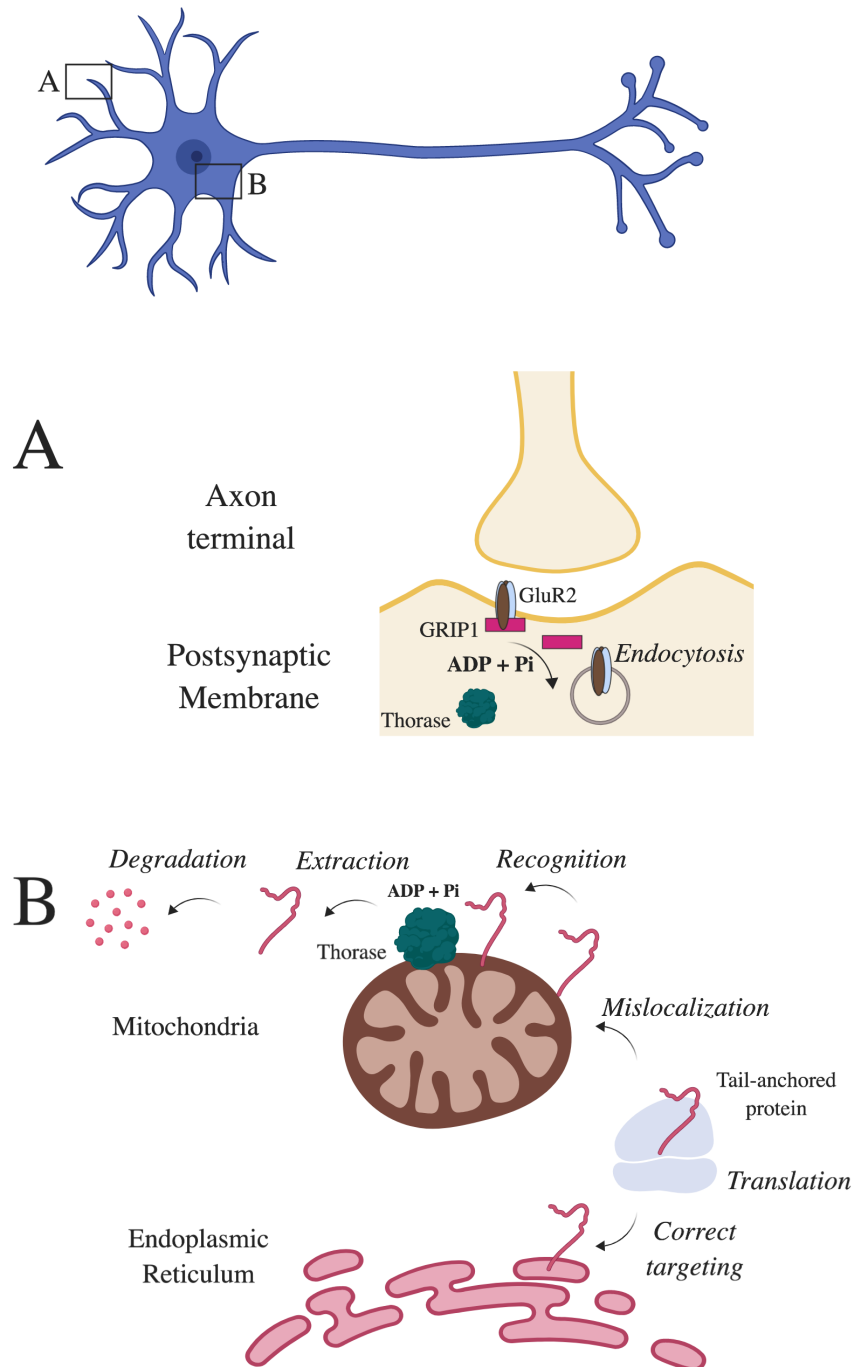 A
B
A
Axon
terminal
GluR2
GRIP1
Postsynaptic
Membrane
ADP + Pi
Endocytosis
Thorase
B
Degradation
Extraction
Recognition
ADP + Pi
Thorase
Mitochondria
Mislocalization
Tail-anchored
protein
Translation
Endoplasmic
Reticulum
Correct
targeting